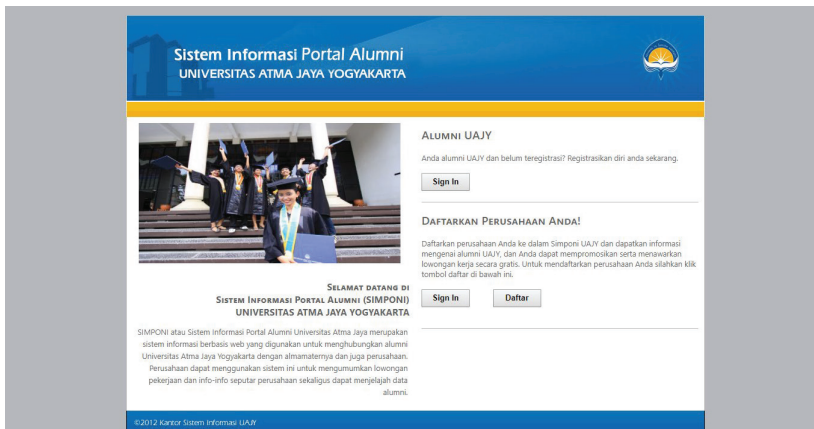 Sistem Informasi Portal Alumni
UNIVERSITAS ATMA JAYA YOGYAKARTA
ALUMNI UAJY
Anda alumni UAJY dan belum teregistrasi? Registrasikan diri anda sekarang.
Sign In
DAFTARKAN PERUSAHAAN ANDA!
Daftarkan perusahaan Anda ke dalam Simponi UAJY dan dapatkan informasi
mengenai alumni UAJY, dan Anda dapat mempromosikan serta menawarkan
lowongan kerja secara gratis. Untuk mendaftarkan perusahaan Anda silahkan klik
tombol daftar di bawah ini.
Sign In Daftar
SELAMAT DATANG DI
SISTEM INFORMASI PORTAL ALUMNI (SIMPONI)
UNIVERSITAS ATMA JAYA YOGYAKARTA
SIMPONI atau Sistem Informasi Portal Alumni Universitas Atma Jaya merupakan
sistem informasi berbasis web yang digunakan untuk menghubungkan alumni
Universitas Atma Jaya Yogyakarta dengan almamaternya dan juga perusahaan.
Perusahaan dapat menggunakan sistem ini untuk mengumumkan lowongan
pekerjaan dan info-info seputar perusahaan sekaligus dapat menjelajah data
alumni.
©2012 Kantor Sistem Informasi UAJY